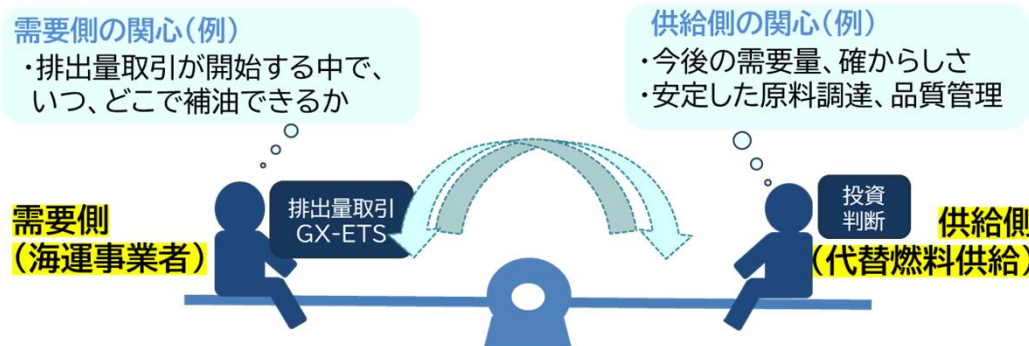 需要側の関心(例)
・排出量取引が開始する中で、
いつ、どこで補油できるか
供給側の関心(例)
・今後の需要量、確からしさ
・安定した原料調達、品質管理
需要側
(海運事業者)
排出量取引
GX-ETS
投資
判断
供給側
(代替燃料供給)